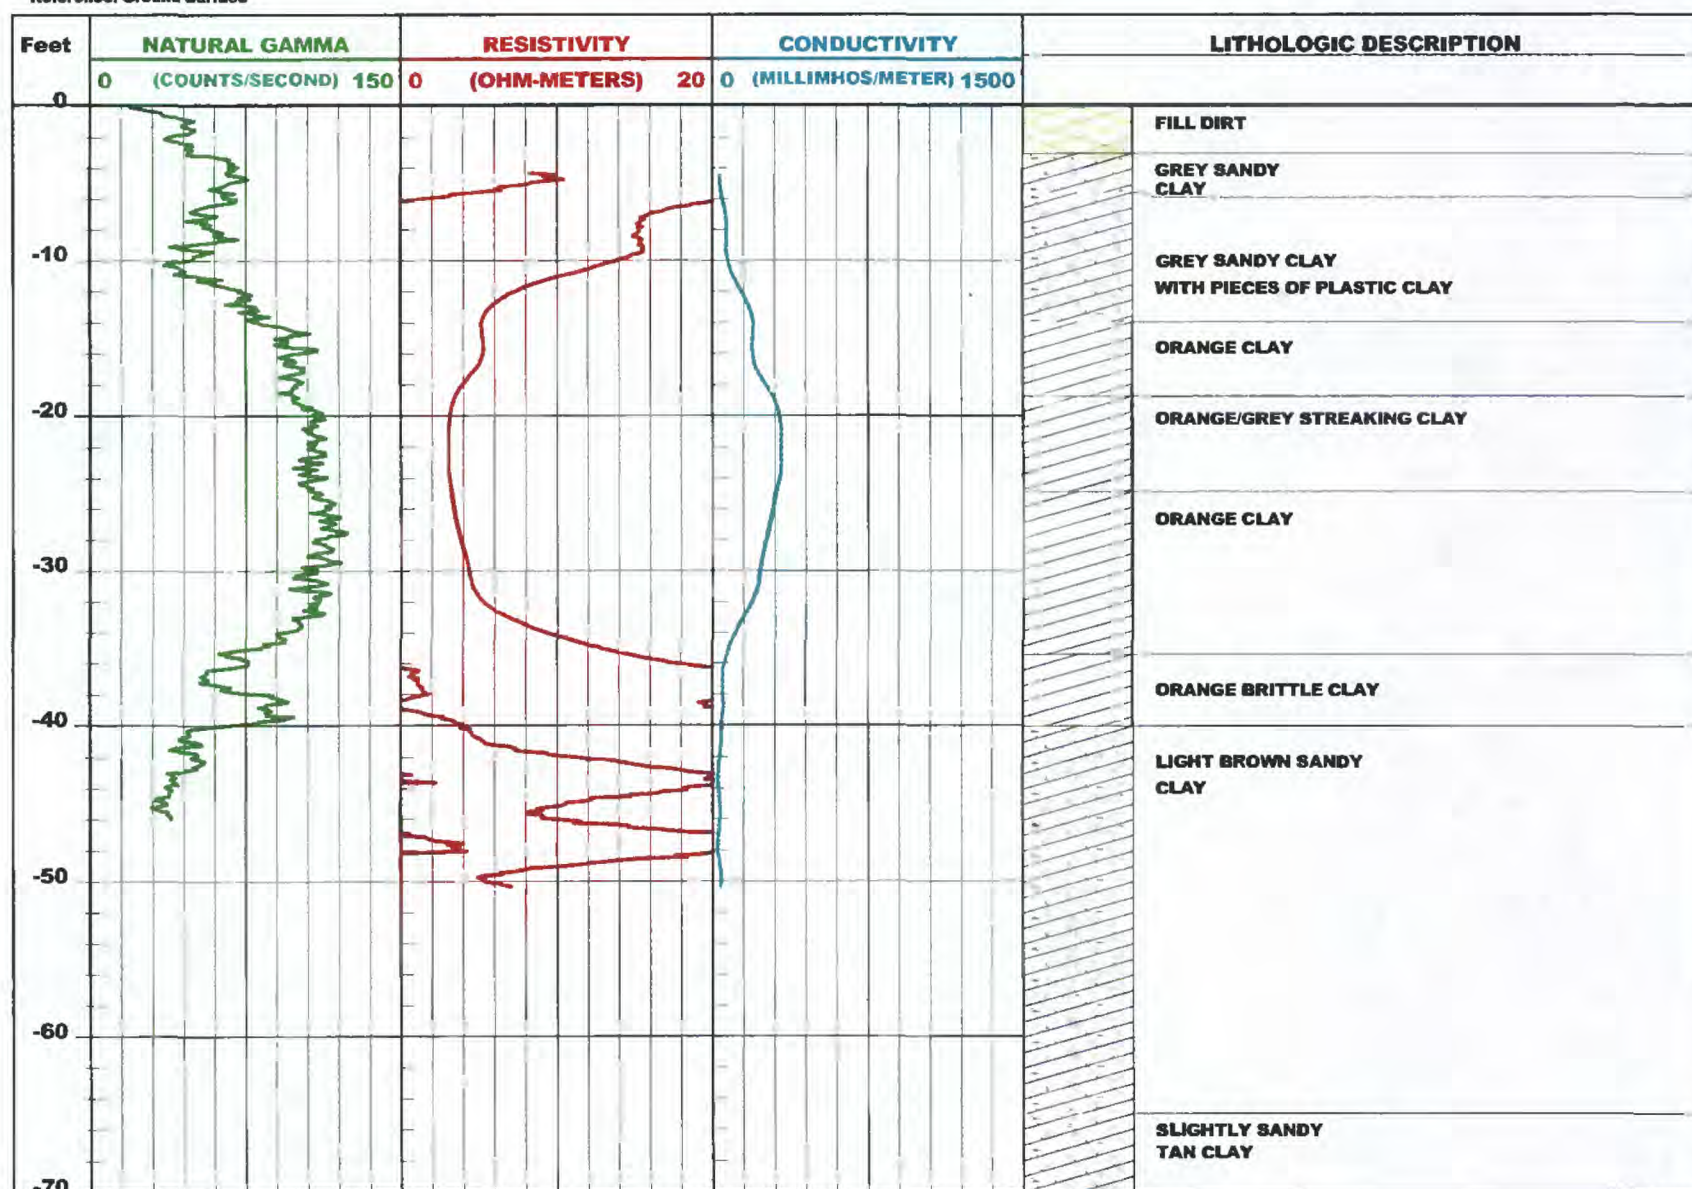 Reference: Ground Surface
Feet NATURAL GAMMA RESISTIVITY CONDUCTIVITY LITHOLOGIC DESCRIPTION
0 (COUNTS/SECOND) 150 0 (OHM-METERS) 20 0 (MILLIMHOS/METER) 1500
0
FILL DIRT
GREY SANDY
CLAY
-10
GREY SANDY CLAY
WITH PIECES OF PLASTIC CLAY
ORANGE CLAY
-20
ORANGE/GREY STREAKING CLAY
ORANGE CLAY
-30
ORANGE BRITTLE CLAY
-40
LIGHT BROWN SANDY
CLAY
-50
-60
SLIGHTLY SANDY
TAN CLAY
-70